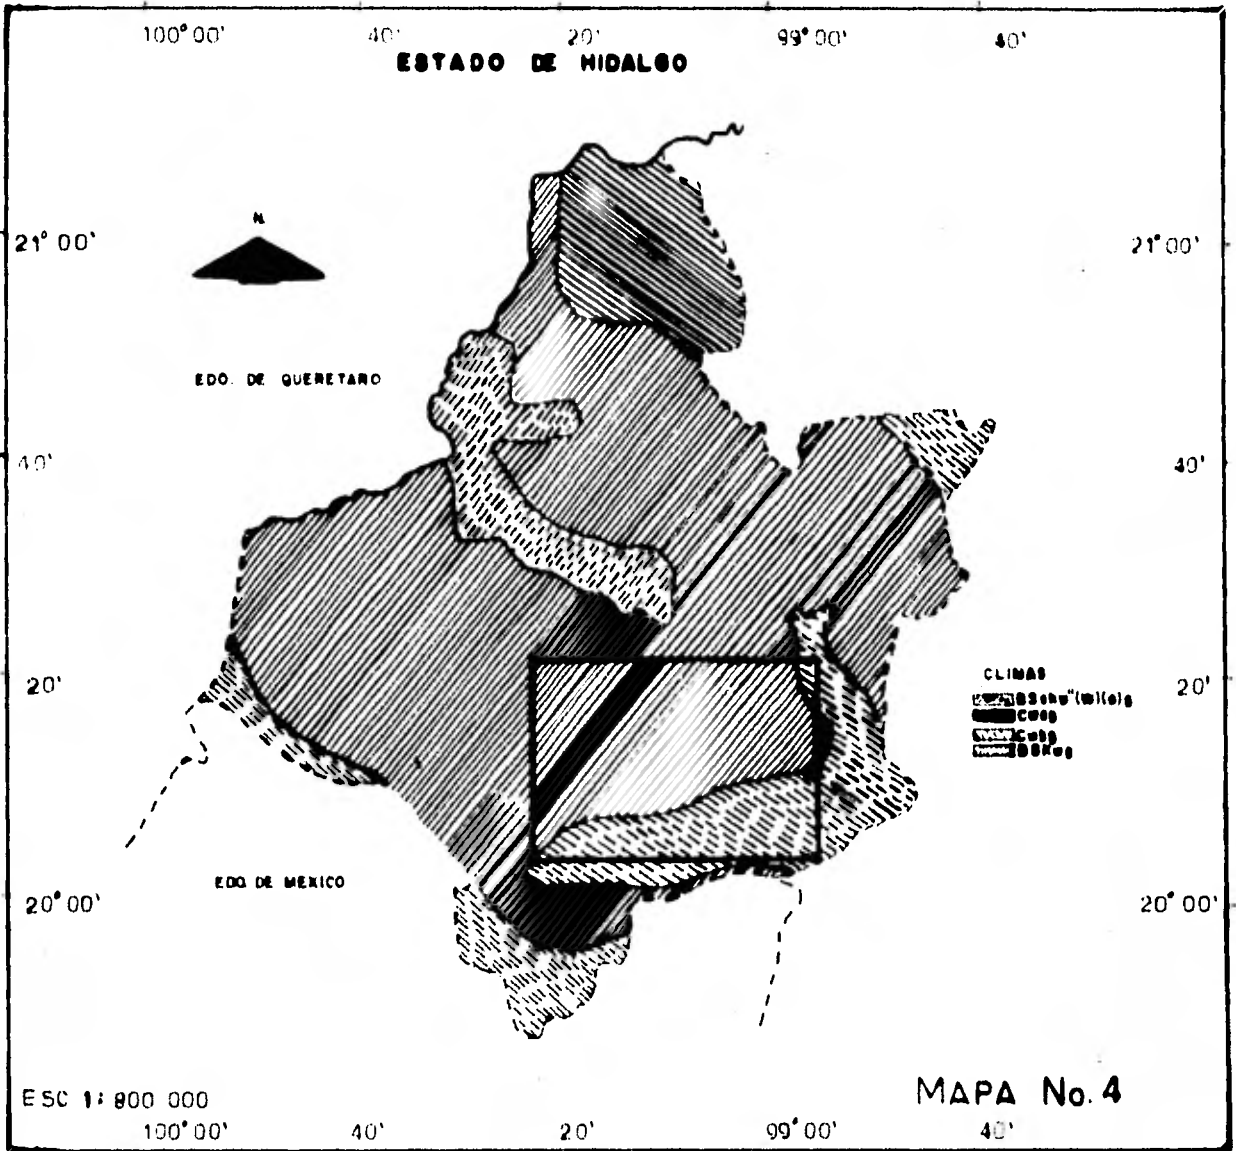 100°00' 40' 20' 99°00' 40'
ESTADO DE HIDALGO
N
21° 00' 21°00'
EDO. DE QUERETARO
40' 40'
CLIMAS
20' 20'
EDO. DE MEXICO
20°00' 20°00'
ESC 1:800 000
MAPA No. 4
100°00' 40' 20' 99°00' 40'